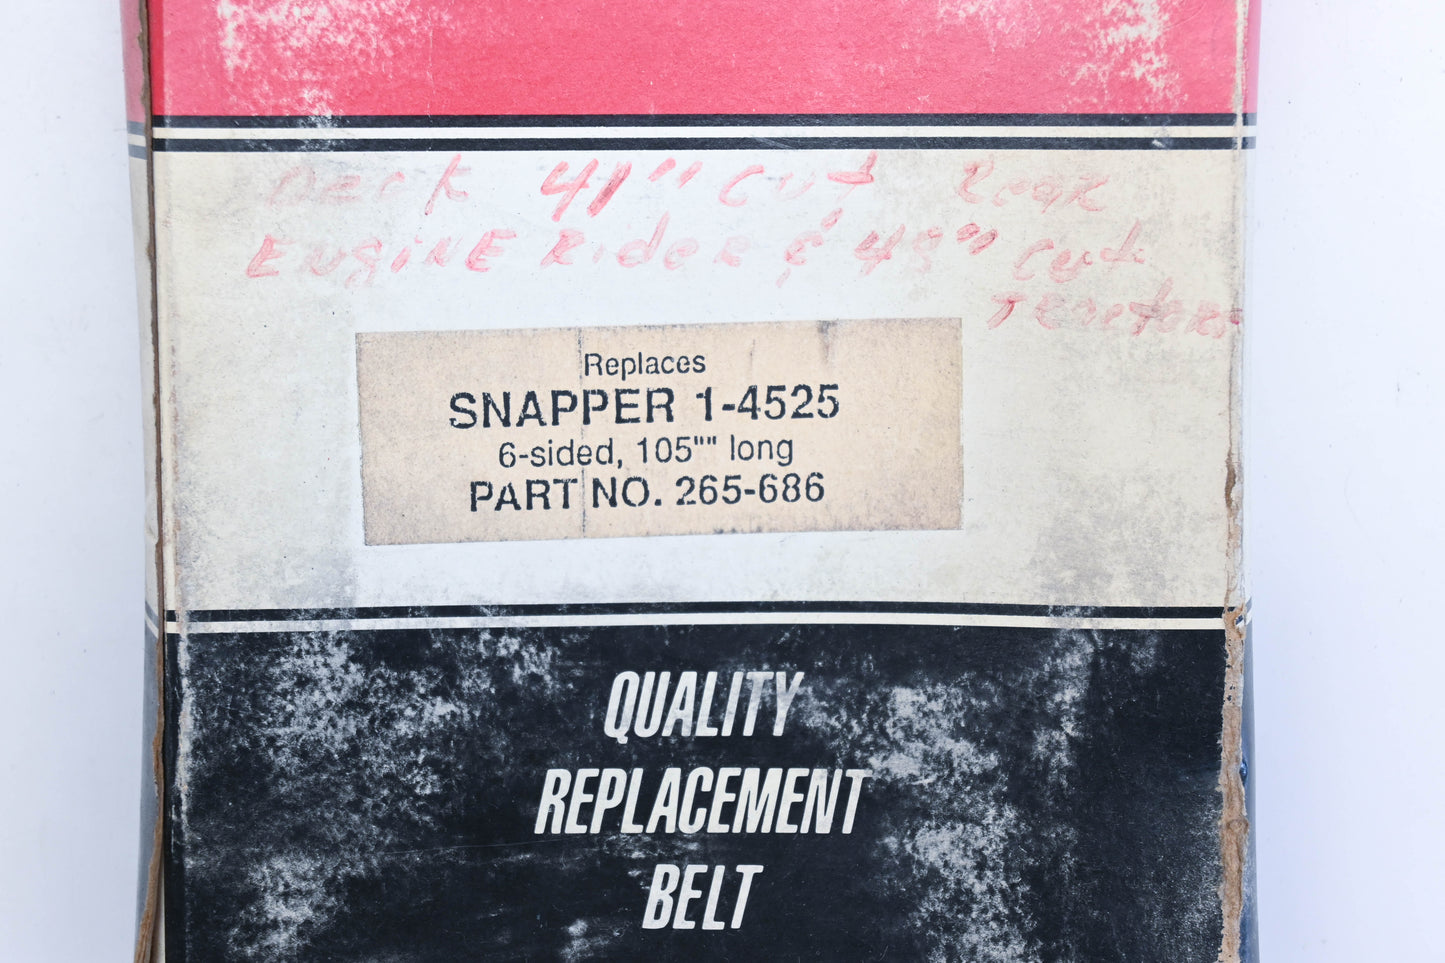 Deck 41" Cut Rear
ENGINE Rider & 48" Cut
Tractors
Replaces
SNAPPER 1-4525
6-sided, 105"" long
PART NO. 265-686
QUALITY
REPLACEMENT
BELT